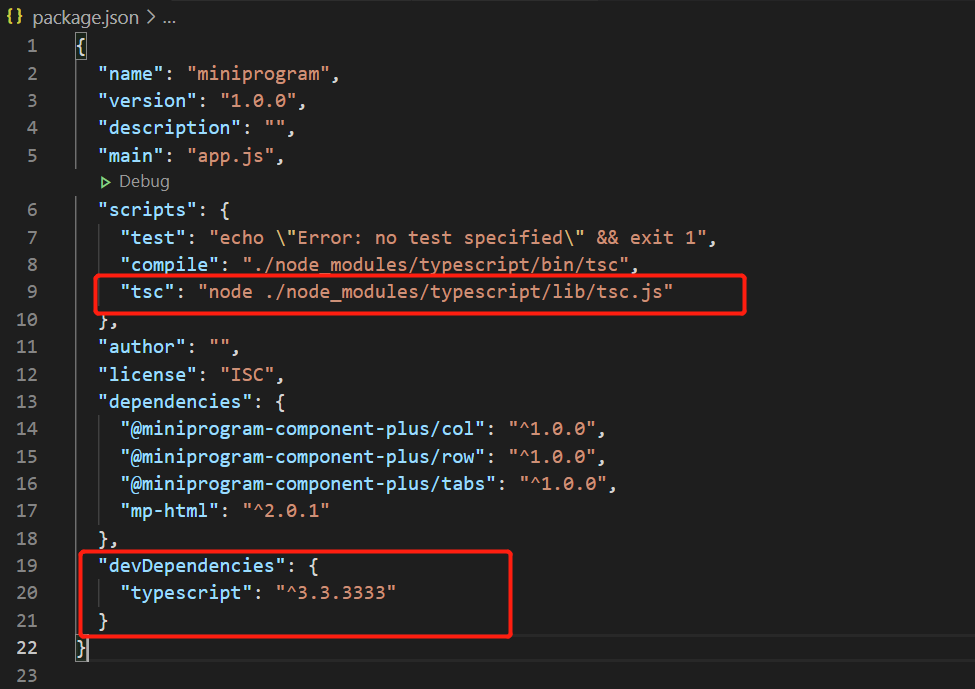 {} package.json > ...
1 {
2 "name": "miniprogram",
3 "version": "1.0.0",
4 "description": "",
5 "main": "app.js",
Debug
6 "scripts": {
7 "test": "echo \"Error: no test specified\" && exit 1",
8 "compile": "./node_modules/typescript/bin/tsc",
9 "tsc": "node ./node_modules/typescript/lib/tsc.js"
10 },
11 "author": "",
12 "license": "ISC",
13 "dependencies": {
14 "@miniprogram-component-plus/col": "^1.0.0",
15 "@miniprogram-component-plus/row": "^1.0.0",
16 "@miniprogram-component-plus/tabs": "^1.0.0",
17 "mp-html": "^2.0.1"
18 },
19 "devDependencies": {
20 "typescript": "^3.3.3333"
21 }
22 }
23